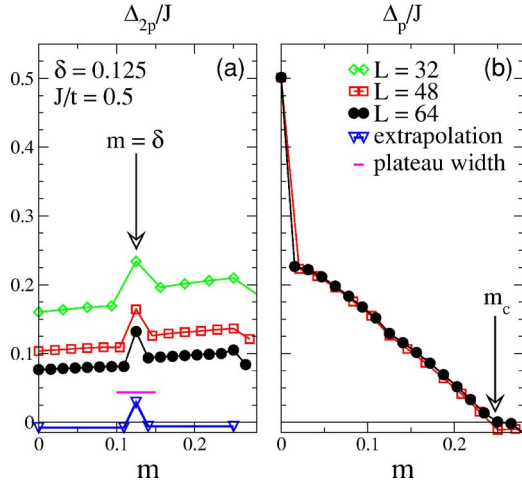 Δ₂ₚ/J
Δₚ/J
0.5
0.4
0.3
0.2
0.1
0
δ = 0.125
J/t = 0.5
(a)
m = δ
(b)
L = 32
L = 48
L = 64
extrapolation
plateau width
m_c
0
0.1
0.2
0
0.1
0.2
m
m